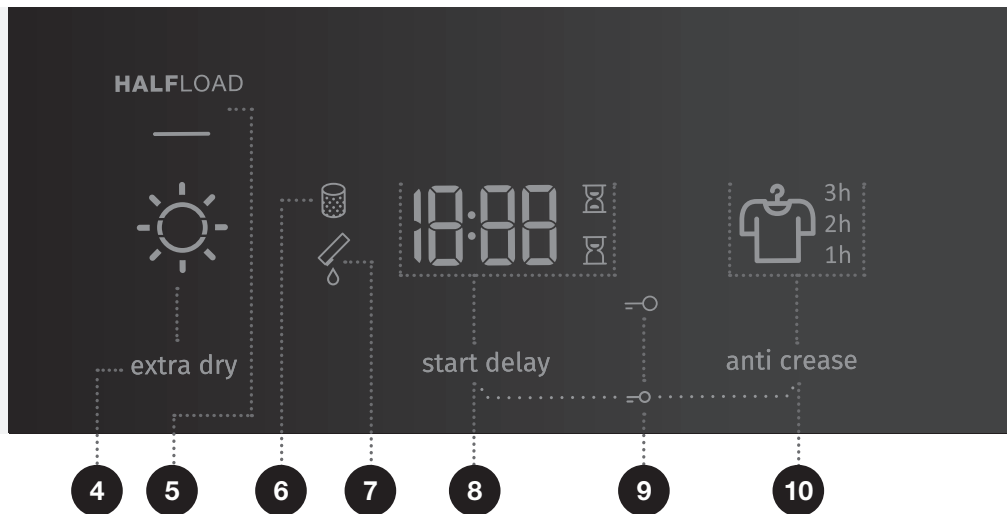 HALFLOAD
18:88
3h
2h
1h
extra dry
start delay
anti crease
4 5 6 7 8 9 10